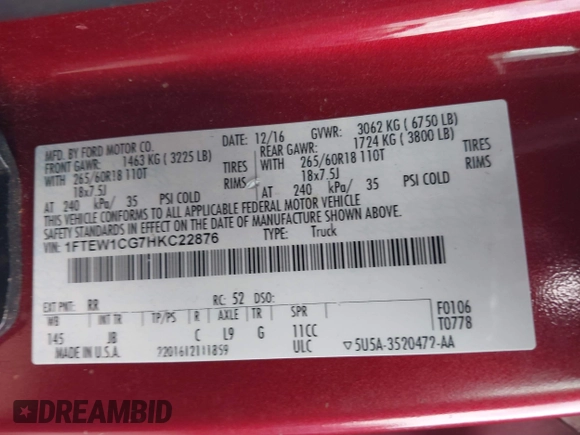 MFD. BY FORD MOTOR CO.
DATE: 12/16 GVWR: 3062 KG ( 6750 LB)
FRONT GAWR: 1463 KG ( 3225 LB) REAR GAWR: 1724 KG ( 3800 LB)
WITH 265/60R18 110T TIRES WITH 265/60R18 110T TIRES
18x7.5J RIMS 18x7.5J RIMS
AT 240 kPa/ 35 PSI COLD AT 240 kPa/ 35 PSI COLD
THIS VEHICLE CONFORMS TO ALL APPLICABLE FEDERAL MOTOR VEHICLE
SAFETY STANDARDS IN EFFECT ON THE DATE OF MANUFACTURE SHOWN ABOVE.
VIN: 1FTEW1CG7HKC22876 TYPE: Truck
EXT PNT: RR RC: 52 DSO:
WB INT TR TP/PS R AXLE TR SPR F0106
145 JB C L9 G 11CC T0778
MADE IN U.S.A. 2201612111859 ULC 5U5A-3520472-AA
DREAMBID